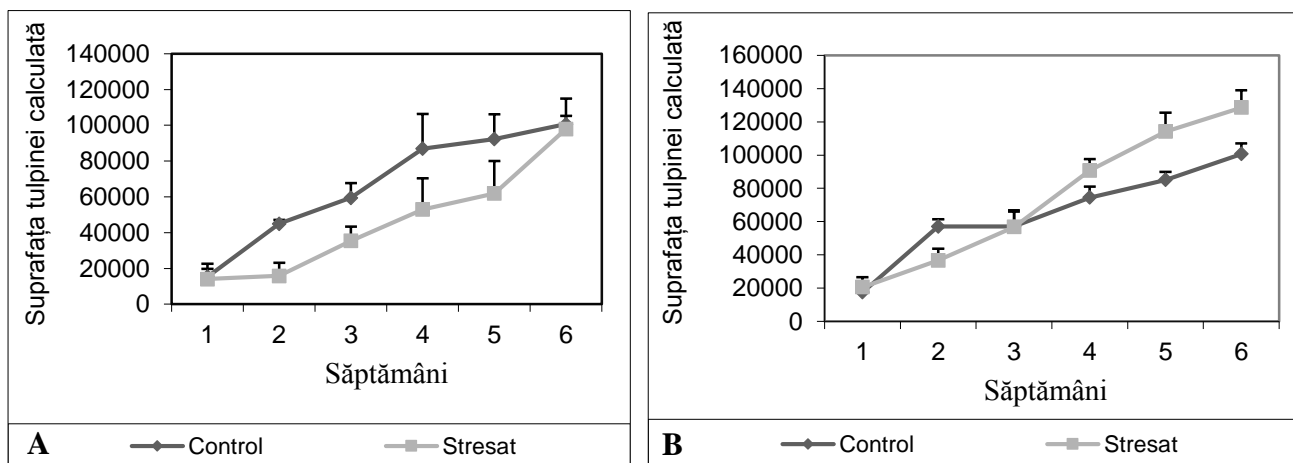 Suprafața tulpinei calculată
140000
120000
100000
80000
60000
40000
20000
0
1 2 3 4 5 6
Săptămâni
A Control Stresat
Suprafața tulpinei calculată
160000
140000
120000
100000
80000
60000
40000
20000
0
1 2 3 4 5 6
Săptămâni
B Control Stresat